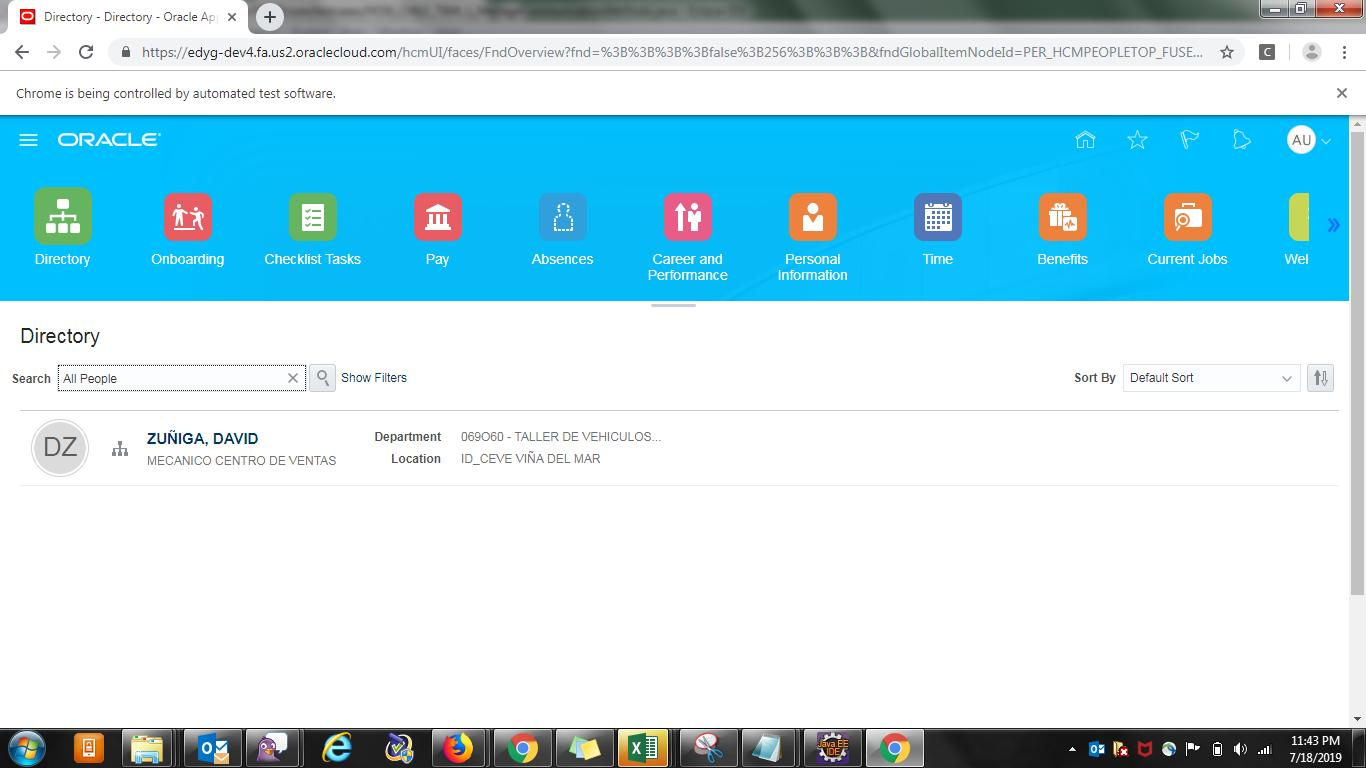 Directory - Directory - Oracle Ap
https://edyg-dev4.fa.us2.oraclecloud.com/hcmUI/faces/FndOverview?fnd=%3B%3B%3B%3Bfalse%3B256%3B%3B%3B&fndGlobalItemNodeId=PER_HCMPEOPLETOP_FUSE...
C
Chrome is being controlled by automated test software.
ORACLE
AU
Directory
Onboarding
Checklist Tasks
Pay
Absences
Career and
Performance
Personal
Information
Time
Benefits
Current Jobs
Wel
Directory
Search
All People
Show Filters
Sort By
Default Sort
DZ
ZUÑIGA, DAVID
MECANICO CENTRO DE VENTAS
Department
069O60 - TALLER DE VEHICULOS...
Location
ID_CEVE VIÑA DEL MAR
Java EE
IDE
11:43 PM
7/18/2019